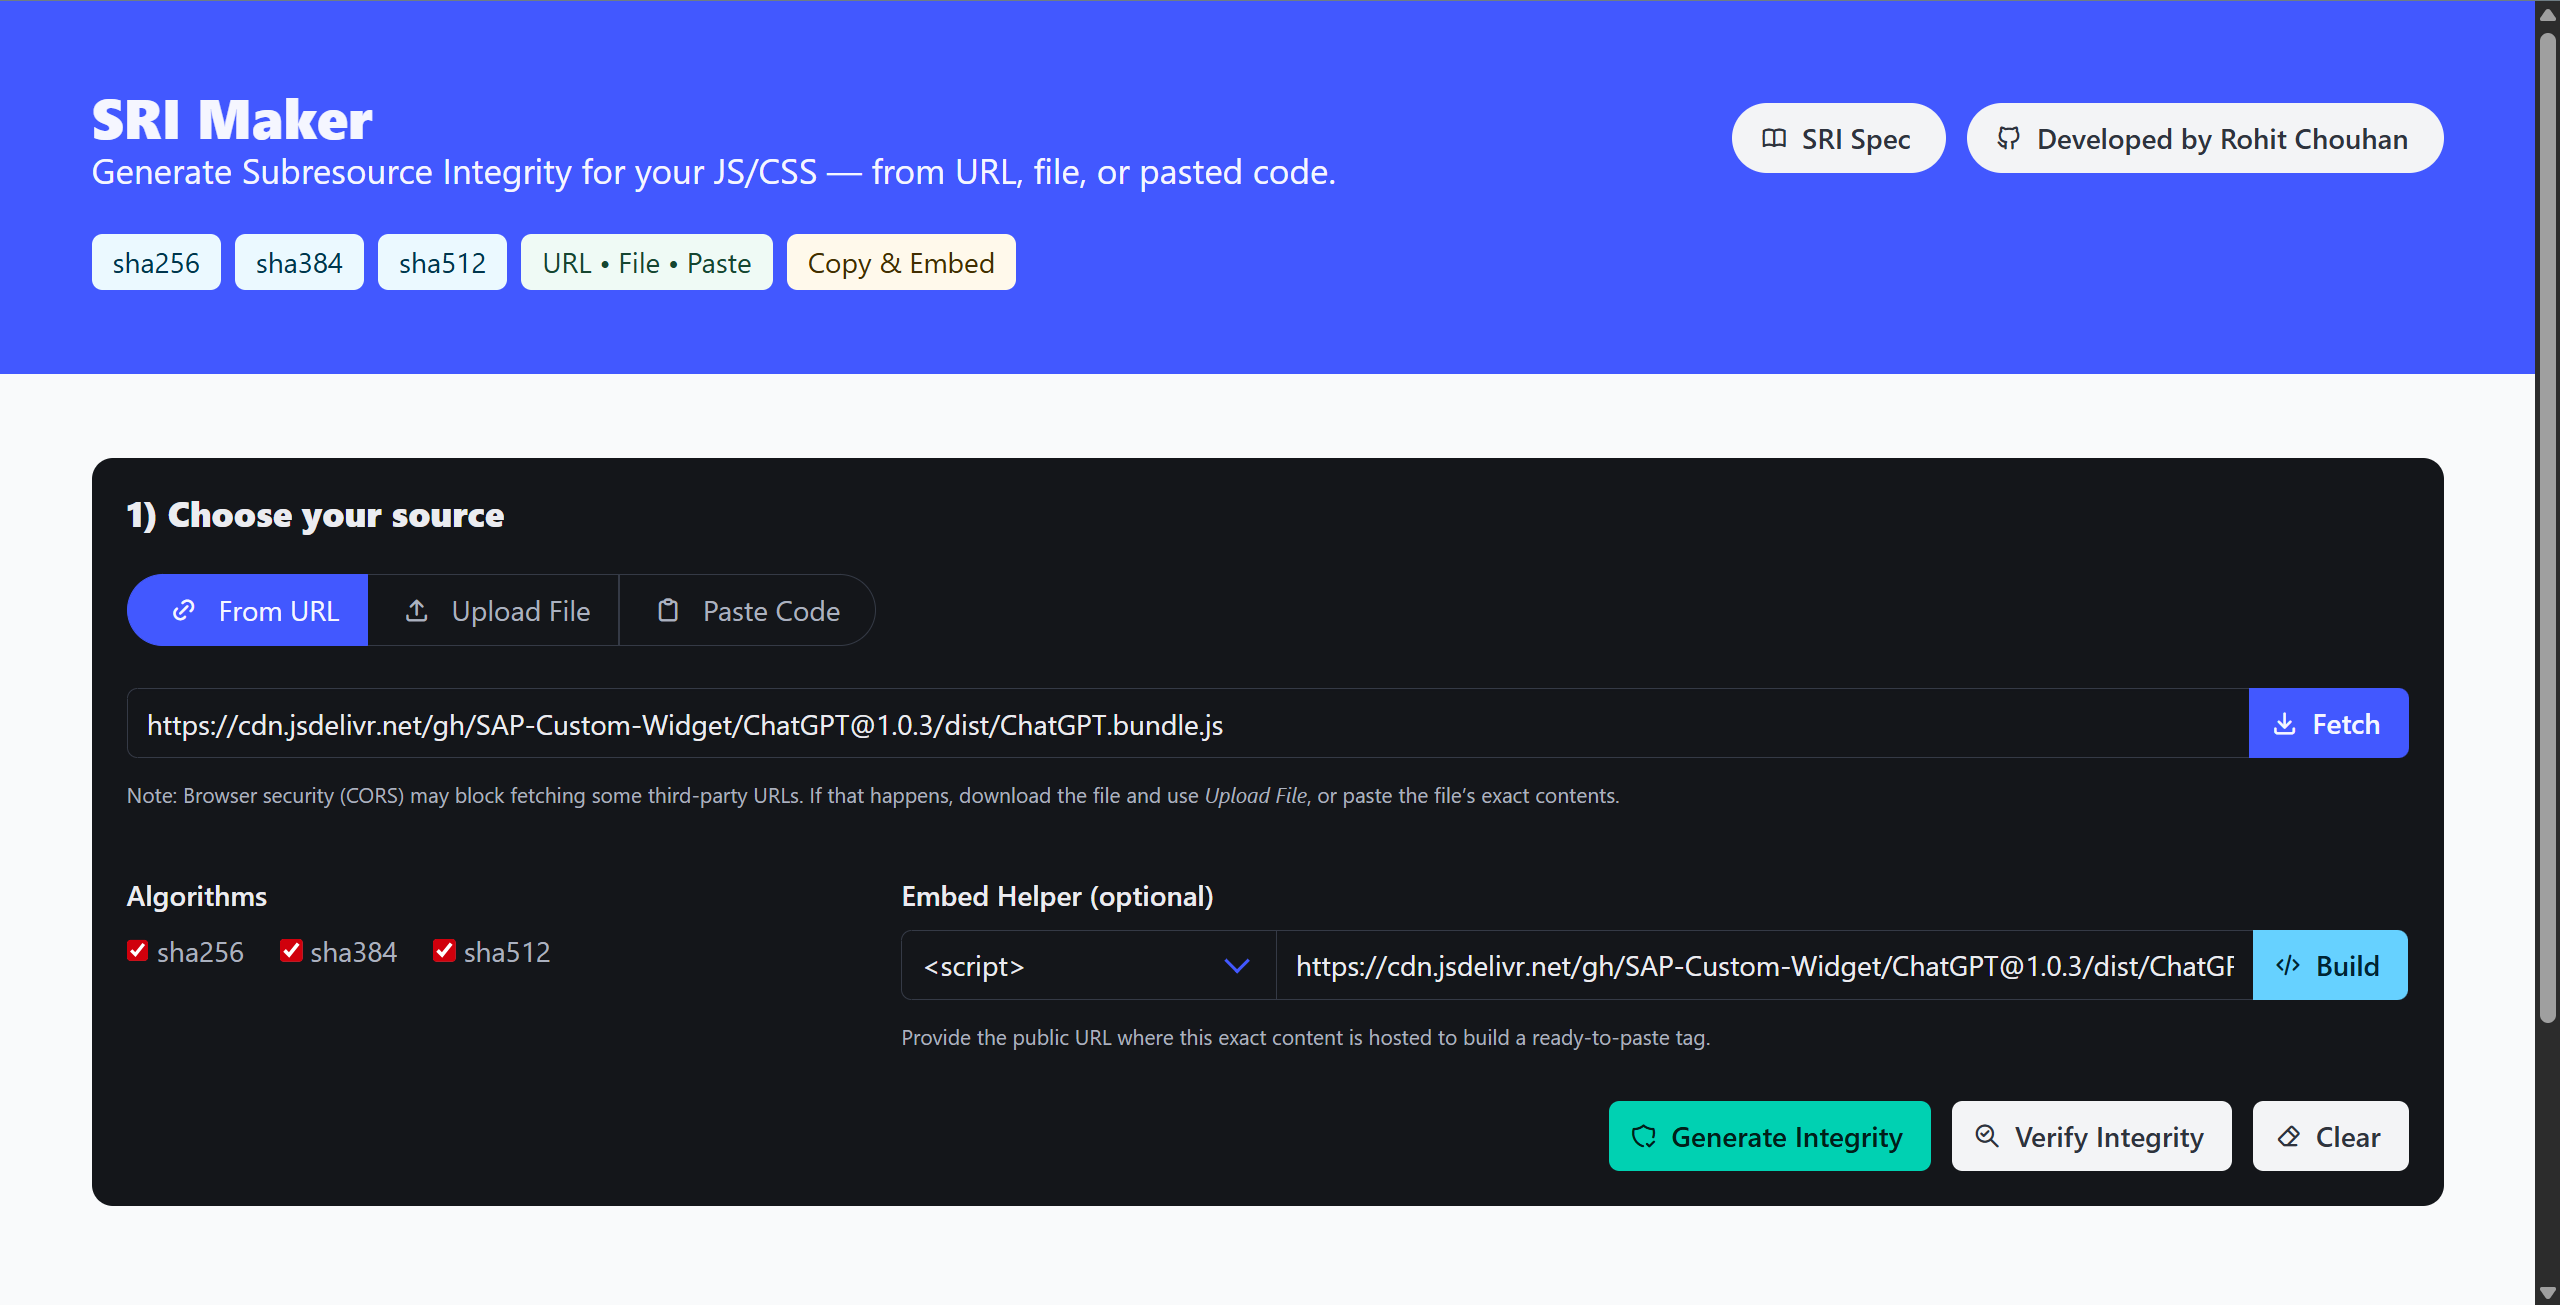 SRI Maker
Generate Subresource Integrity for your JS/CSS — from URL, file, or pasted code.
SRI Spec
Developed by Rohit Chouhan
sha256
sha384
sha512
URL • File • Paste
Copy & Embed
1) Choose your source
From URL
Upload File
Paste Code
https://cdn.jsdelivr.net/gh/SAP-Custom-Widget/ChatGPT@1.0.3/dist/ChatGPT.bundle.js
Fetch
Note: Browser security (CORS) may block fetching some third-party URLs. If that happens, download the file and use Upload File, or paste the file’s exact contents.
Algorithms
sha256
sha384
sha512
Embed Helper (optional)
<script>
https://cdn.jsdelivr.net/gh/SAP-Custom-Widget/ChatGPT@1.0.3/dist/ChatGP
</> Build
Provide the public URL where this exact content is hosted to build a ready-to-paste tag.
Generate Integrity
Verify Integrity
Clear